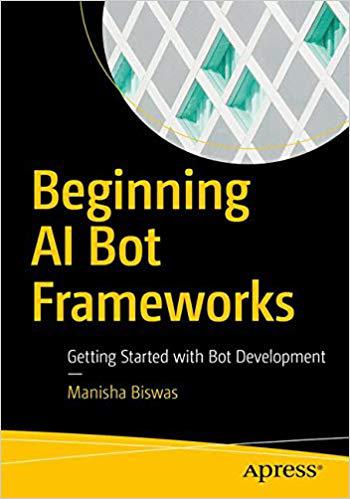 Beginning
AI Bot
Frameworks
Getting Started with Bot Development
—
Manisha Biswas
Apress®